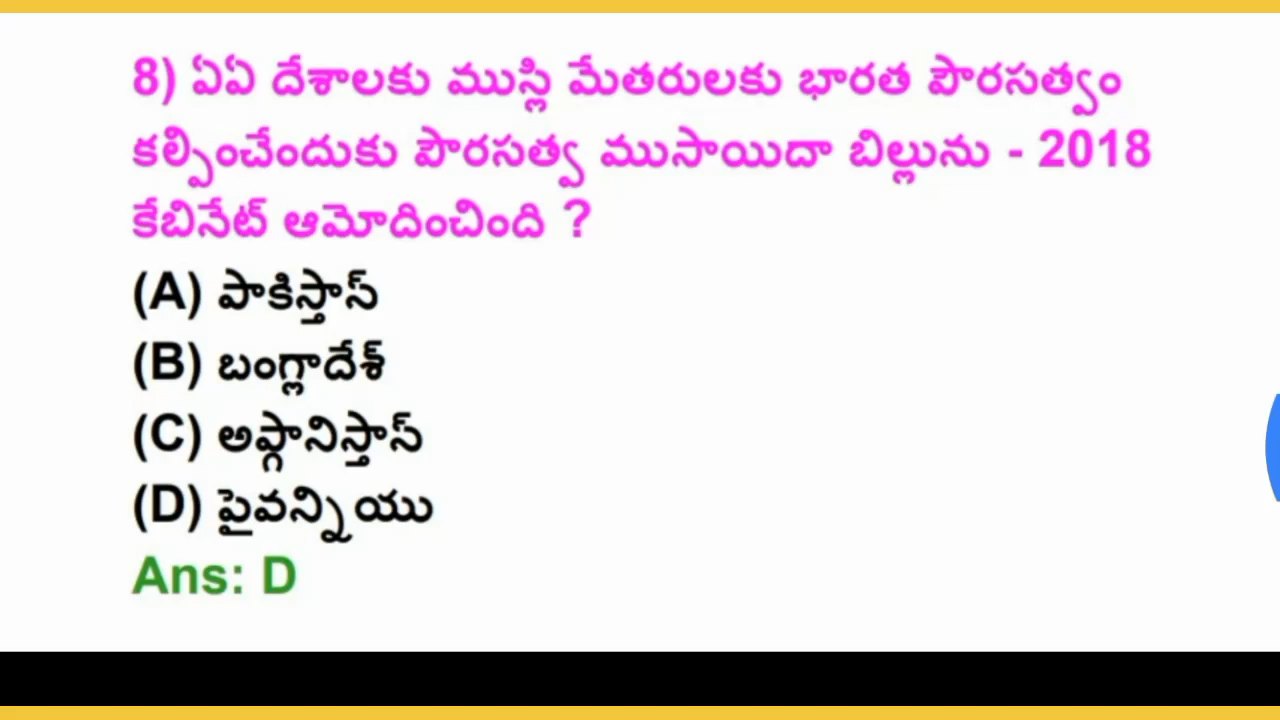 8) ఏఏ దేశాలకు ముస్లి మేతరులకు భారత పౌరసత్వం
కల్పించేందుకు పౌరసత్వ ముసాయిదా బిల్లును - 2018
కేబినేట్ ఆమోదించింది ?
(A) పాకిస్తాన్
(B) బంగ్లాదేశ్
(C) అఫ్గానిస్తాన్
(D) పైవన్ని యు
Ans: D